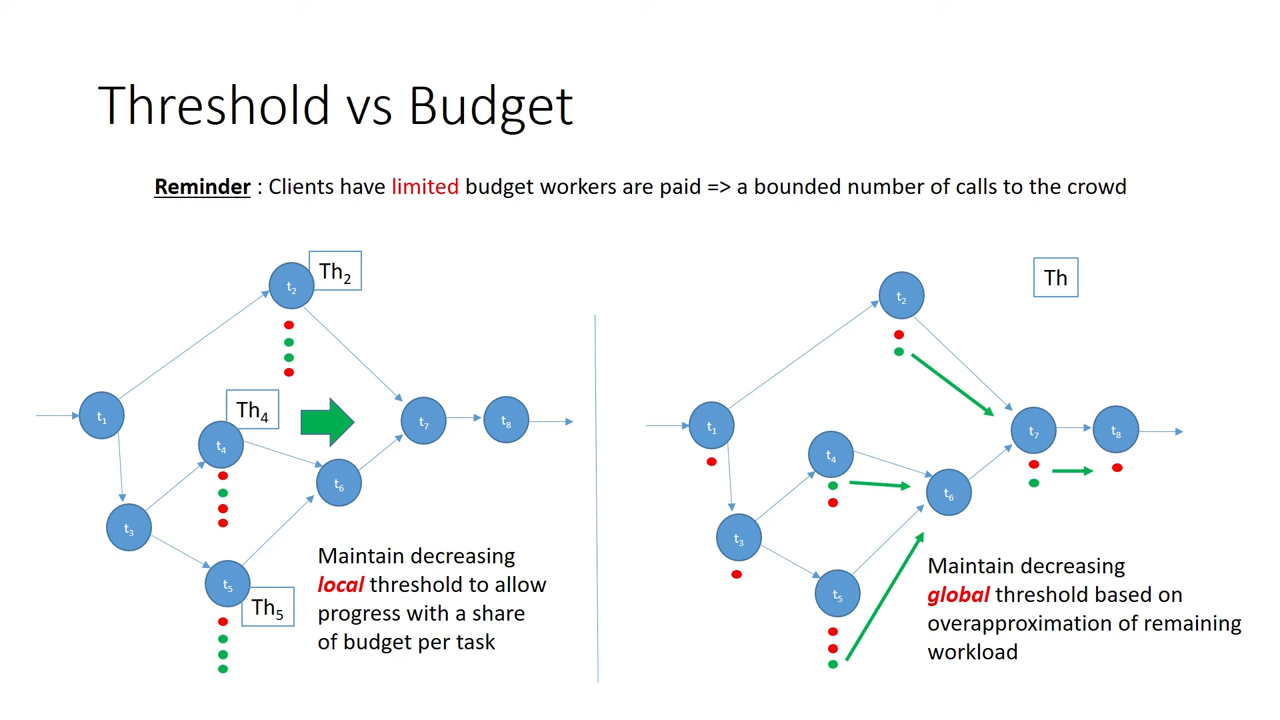 Threshold vs Budget
Reminder : Clients have limited budget workers are paid => a bounded number of calls to the crowd
Th₂
t₂
Th₄
t₁
t₄
t₇
t₈
t₆
t₃
t₅
Th₅
Maintain decreasing
local threshold to allow
progress with a share
of budget per task
Th
t₂
t₁
t₄
t₇
t₈
t₆
t₃
t₅
Maintain decreasing
global threshold based on
overapproximation of remaining
workload